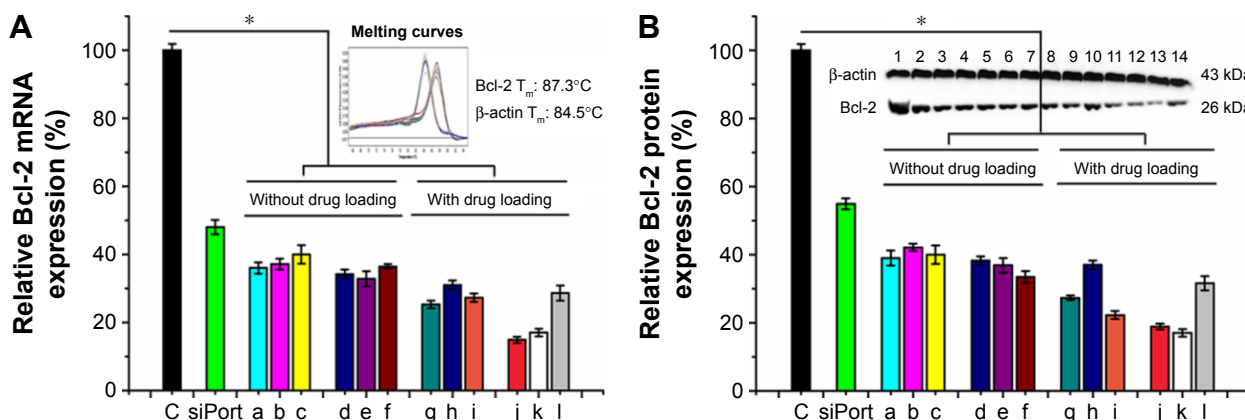 A
Relative Bcl-2 mRNA
expression (%)
100
80
60
40
20
0
*
Melting curves
Bcl-2 Tm: 87.3°C
β-actin Tm: 84.5°C
Without drug loading
With drug loading
C siPort a b c d e f g h i j k l
B
Relative Bcl-2 protein
expression (%)
100
80
60
40
20
0
*
1 2 3 4 5 6 7 8 9 10 11 12 13 14
β-actin
43 kDa
Bcl-2
26 kDa
Without drug loading
With drug loading
C siPort a b c d e f g h i j k l